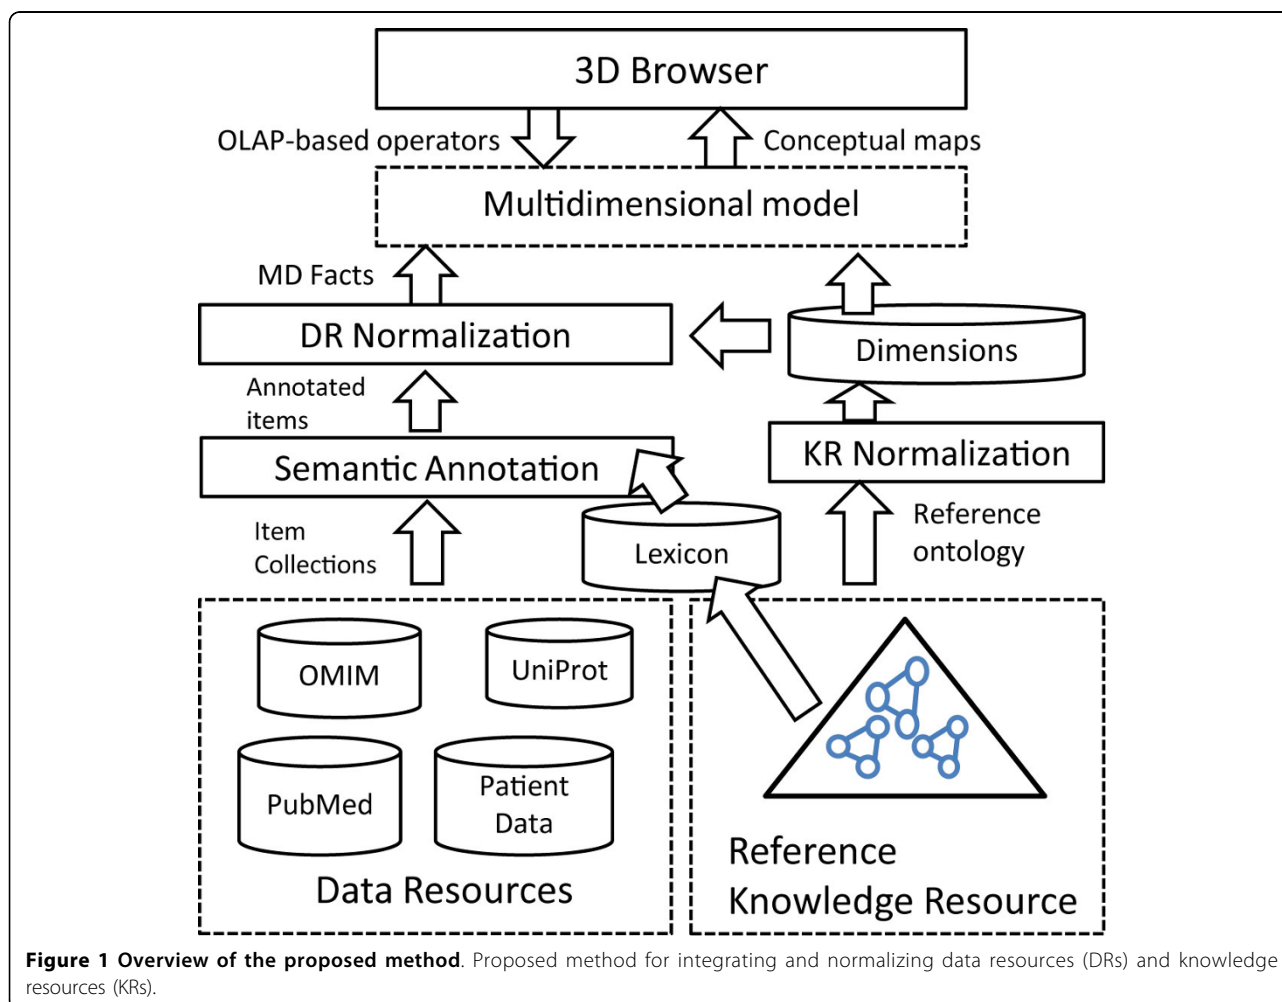 3D Browser
OLAP-based operators
Conceptual maps
Multidimensional model
MD Facts
DR Normalization
Dimensions
Annotated
items
Semantic Annotation
KR Normalization
Item
Collections
Lexicon
Reference
ontology
OMIM
UniProt
PubMed
Patient
Data
Data Resources
Reference
Knowledge Resource
Figure 1 Overview of the proposed method. Proposed method for integrating and normalizing data resources (DRs) and knowledge
resources (KRs).